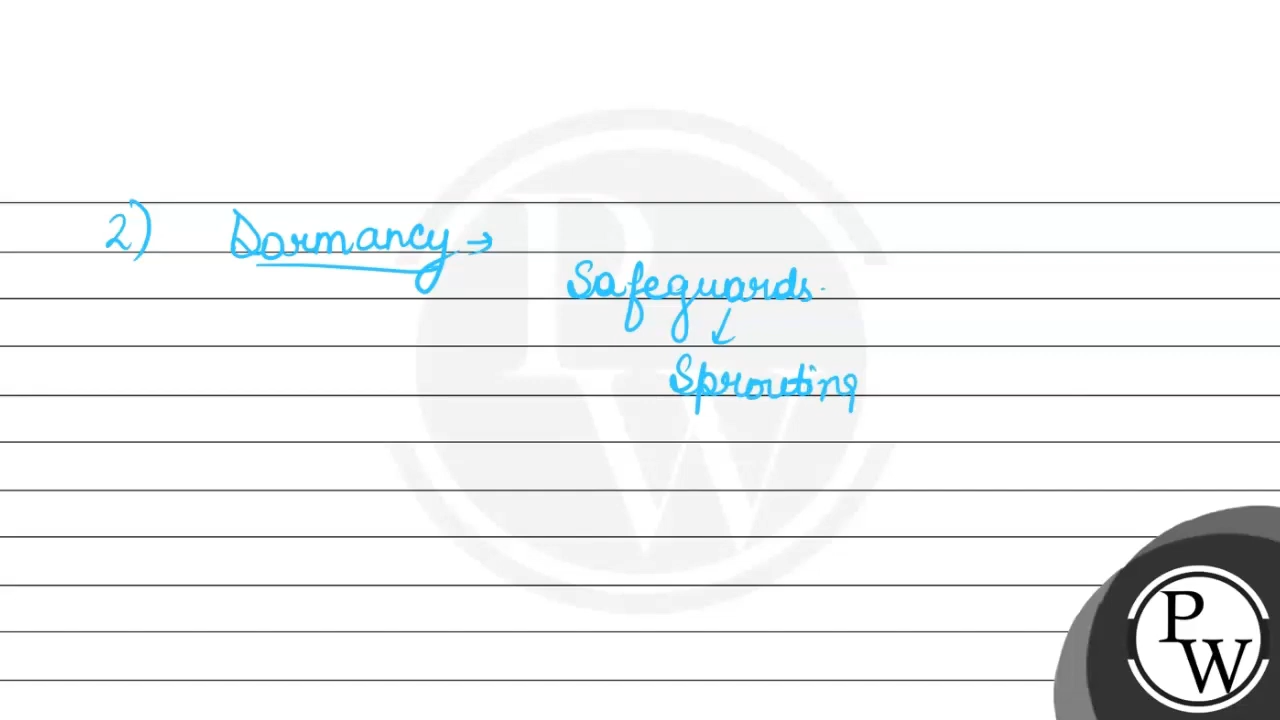 2) Dormancy →
Safeguards.
↓
Sprouting
P
W
P
W